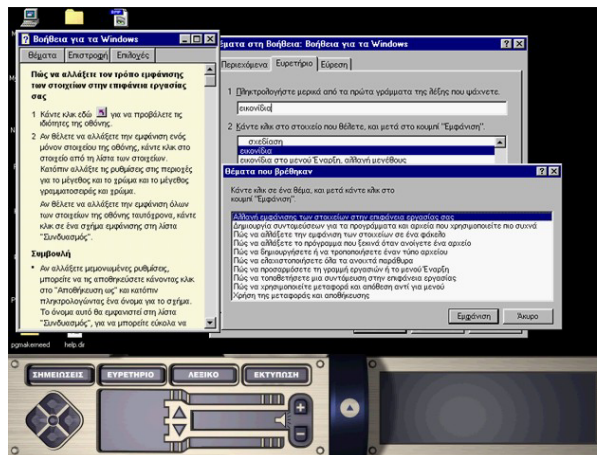 Βοήθεια για τα Windows
Θέματα Επιστροφή Επιλογές
Πώς να αλλάξετε τον τρόπο εμφάνισης
των στοιχείων στην επιφάνεια εργασίας
σας
1 Κάντε κλικ εδώ για να προβάλετε τις
ιδιότητες της οθόνης.
2 Αν θέλετε να αλλάξετε την εμφάνιση ενός
μόνον στοιχείου της οθόνης, κάντε κλικ στο
στοιχείο από τη λίστα των στοιχείων.
Κατόπιν αλλάξτε τις ρυθμίσεις στις περιοχές
για το μέγεθος και το χρώμα και το μέγεθος
γραμματοσειράς και χρώμα.
Αν θέλετε να αλλάξετε την εμφάνιση όλων
των στοιχείων της οθόνης ταυτόχρονα, κάντε
κλικ σε ένα σχήμα εμφάνισης στη λίστα
"Συνδυασμός".
Συμβουλή
• Αν αλλάξετε μεμονωμένες ρυθμίσεις,
μπορείτε να τις αποθηκεύσετε κάνοντας κλικ
στο "Αποθήκευση ως" και κατόπιν
πληκτρολογώντας ένα όνομα για το σχήμα.
Το όνομα αυτό θα εμφανιστεί στη λίστα
"Συνδυασμός", για να μπορείτε εύκολα να
έματα στη Βοήθεια: Βοήθεια για τα Windows
Περιεχόμενα Ευρετήριο Εύρεση
1 Πληκτρολογήστε μερικά από τα πρώτα γράμματα της λέξης που ψάχνετε.
εικονίδια
2 Κάντε κλικ στο στοιχείο που θέλετε, και μετά στο κουμπί "Εμφάνιση".
σχεδίαση
εικονίδια
εικονίδια στο μενού Έναρξη, αλλαγή μεγέθους
Θέματα που βρέθηκαν
Κάντε κλικ σε ένα θέμα, και μετά κάντε κλικ στο
κουμπί "Εμφάνιση".
Αλλαγή εμφάνισης των στοιχείων στην επιφάνεια εργασίας σας
Δημιουργία συντομεύσεων για τα προγράμματα και αρχεία που χρησιμοποιείτε πιο συχνά
Πώς να αλλάξετε την εμφάνιση των στοιχείων σε ένα φάκελο
Πώς να αλλάξετε το πρόγραμμα που ξεκινά όταν ανοίγετε ένα αρχείο
Πώς να δημιουργήσετε ή να τροποποιήσετε έναν τύπο αρχείου
Πώς να ελαχιστοποιήσετε όλα τα ανοικτά παράθυρα
Πώς να προσαρμόσετε τη γραμμή εργασιών ή το μενού Έναρξη
Πώς να τοποθετήσετε μια συντόμευση στην επιφάνεια εργασίας
Πώς να χρησιμοποιείτε μεταφορά και απόθεση αντί για μενού
Χρήση της μεταφοράς και αποθήκευσης
Εμφάνιση Άκυρο
pgmakerneed help.dir
ΣΗΜΕΙΩΣΕΙΣ ΕΥΡΕΤΗΡΙΟ ΛΕΞΙΚΟ ΕΚΤΥΠΩΣΗ